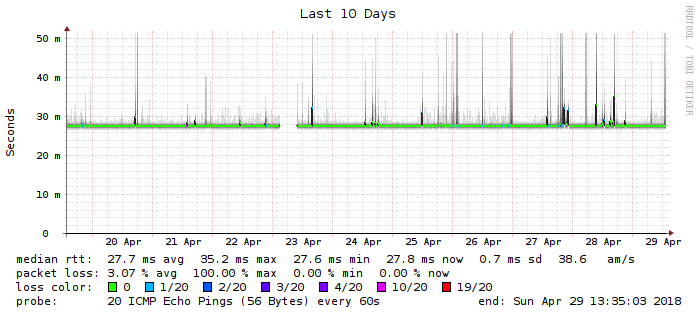 Last 10 Days
RRDTOOL / TOBI OETIKER
Seconds
50 m
40 m
30 m
20 m
10 m
0
20 Apr 21 Apr 22 Apr 23 Apr 24 Apr 25 Apr 26 Apr 27 Apr 28 Apr 29 Apr
median rtt: 27.7 ms avg 35.2 ms max 27.6 ms min 27.8 ms now 0.7 ms sd 38.6 am/s
packet loss: 3.07 % avg 100.00 % max 0.00 % min 0.00 % now
loss color: 0 1/20 2/20 3/20 4/20 10/20 19/20
probe: 20 ICMP Echo Pings (56 Bytes) every 60s end: Sun Apr 29 13:35:03 2018